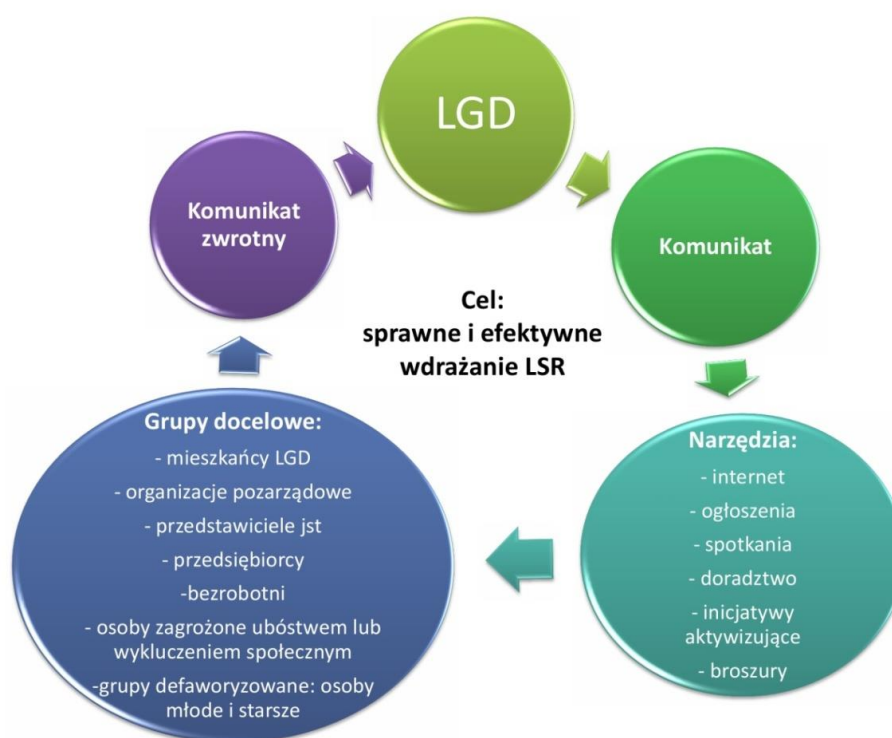 LGD
Komunikat
zwrotny
Komunikat
Cel:
sprawne i efektywne
wdrażanie LSR
Grupy docelowe:
- mieszkańcy LGD
- organizacje pozarządowe
- przedstawiciele jst
- przedsiębiorcy
-bezrobotni
- osoby zagrożone ubóstwem lub
wykluczeniem społecznym
-grupy defaworyzowane: osoby
młode i starsze
Narzędzia:
- internet
- ogłoszenia
- spotkania
- doradztwo
- inicjatywy
aktywizujące
- broszury